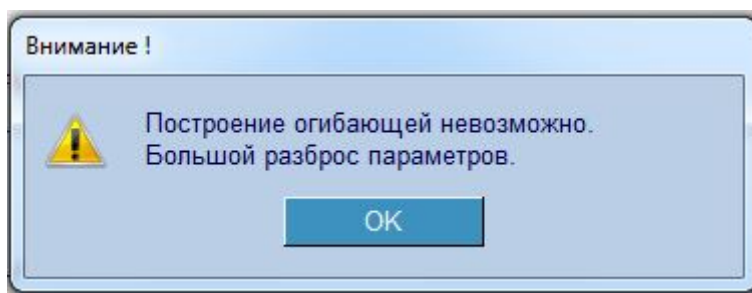 Внимание !
Построение огибающей невозможно.
Большой разброс параметров.
OK